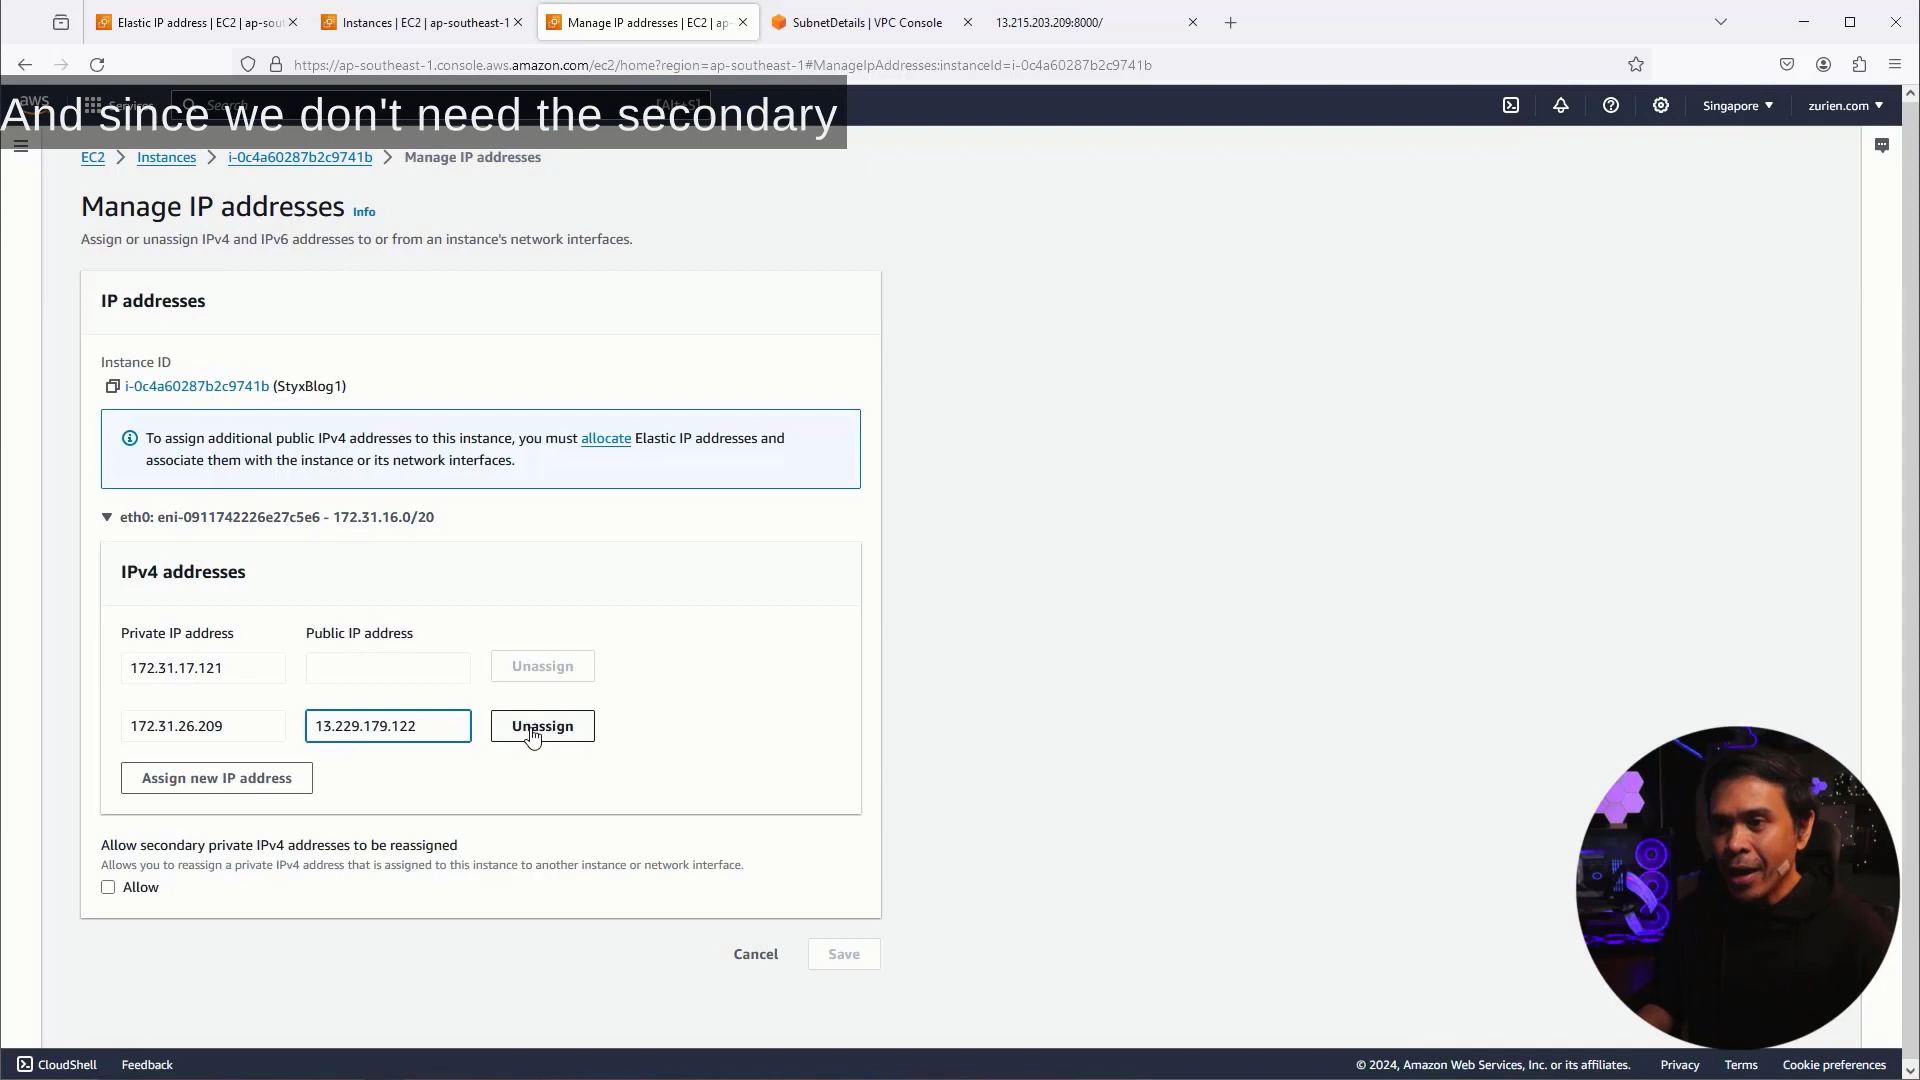 Elastic IP address | EC2 | ap-sou
Instances | EC2 | ap-southeast-1
Manage IP addresses | EC2 | ap-
SubnetDetails | VPC Console
13.215.203.209:8000/
https://ap-southeast-1.console.aws.amazon.com/ec2/home?region=ap-southeast-1#ManageIpAddresses:instanceId=i-0c4a60287b2c9741b
aws
Services
Search
[Alt+S]
Singapore
zurien.com
And since we don't need the secondary
EC2
Instances
i-0c4a60287b2c9741b
Manage IP addresses
Manage IP addresses Info
Assign or unassign IPv4 and IPv6 addresses to or from an instance's network interfaces.
IP addresses
Instance ID
i-0c4a60287b2c9741b (StyxBlog1)
To assign additional public IPv4 addresses to this instance, you must allocate Elastic IP addresses and
associate them with the instance or its network interfaces.
eth0: eni-0911742226e27c5e6 - 172.31.16.0/20
IPv4 addresses
Private IP address
Public IP address
172.31.17.121
Unassign
172.31.26.209
13.229.179.122
Unassign
Assign new IP address
Allow secondary private IPv4 addresses to be reassigned
Allows you to reassign a private IPv4 address that is assigned to this instance to another instance or network interface.
Allow
Cancel
Save
CloudShell
Feedback
© 2024, Amazon Web Services, Inc. or its affiliates.
Privacy
Terms
Cookie preferences